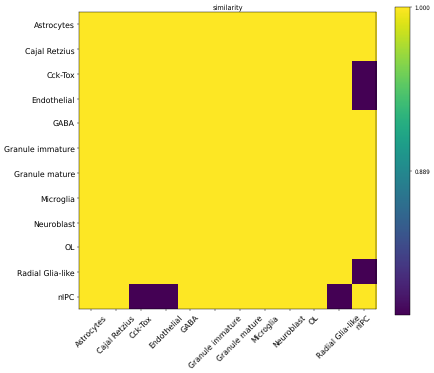 similarity
1.000
Astrocytes
Cajal Retzius
Cck-Tox
Endothelial
GABA
Granule immature
Granule mature
Microglia
Neuroblast
OL
Radial Glia-like
nIPC
0.889
Astrocytes
Cajal Retzius
Cck-Tox
Endothelial
GABA
Granule immature
Granule mature
Microglia
Neuroblast
OL
Radial Glia-like
nIPC